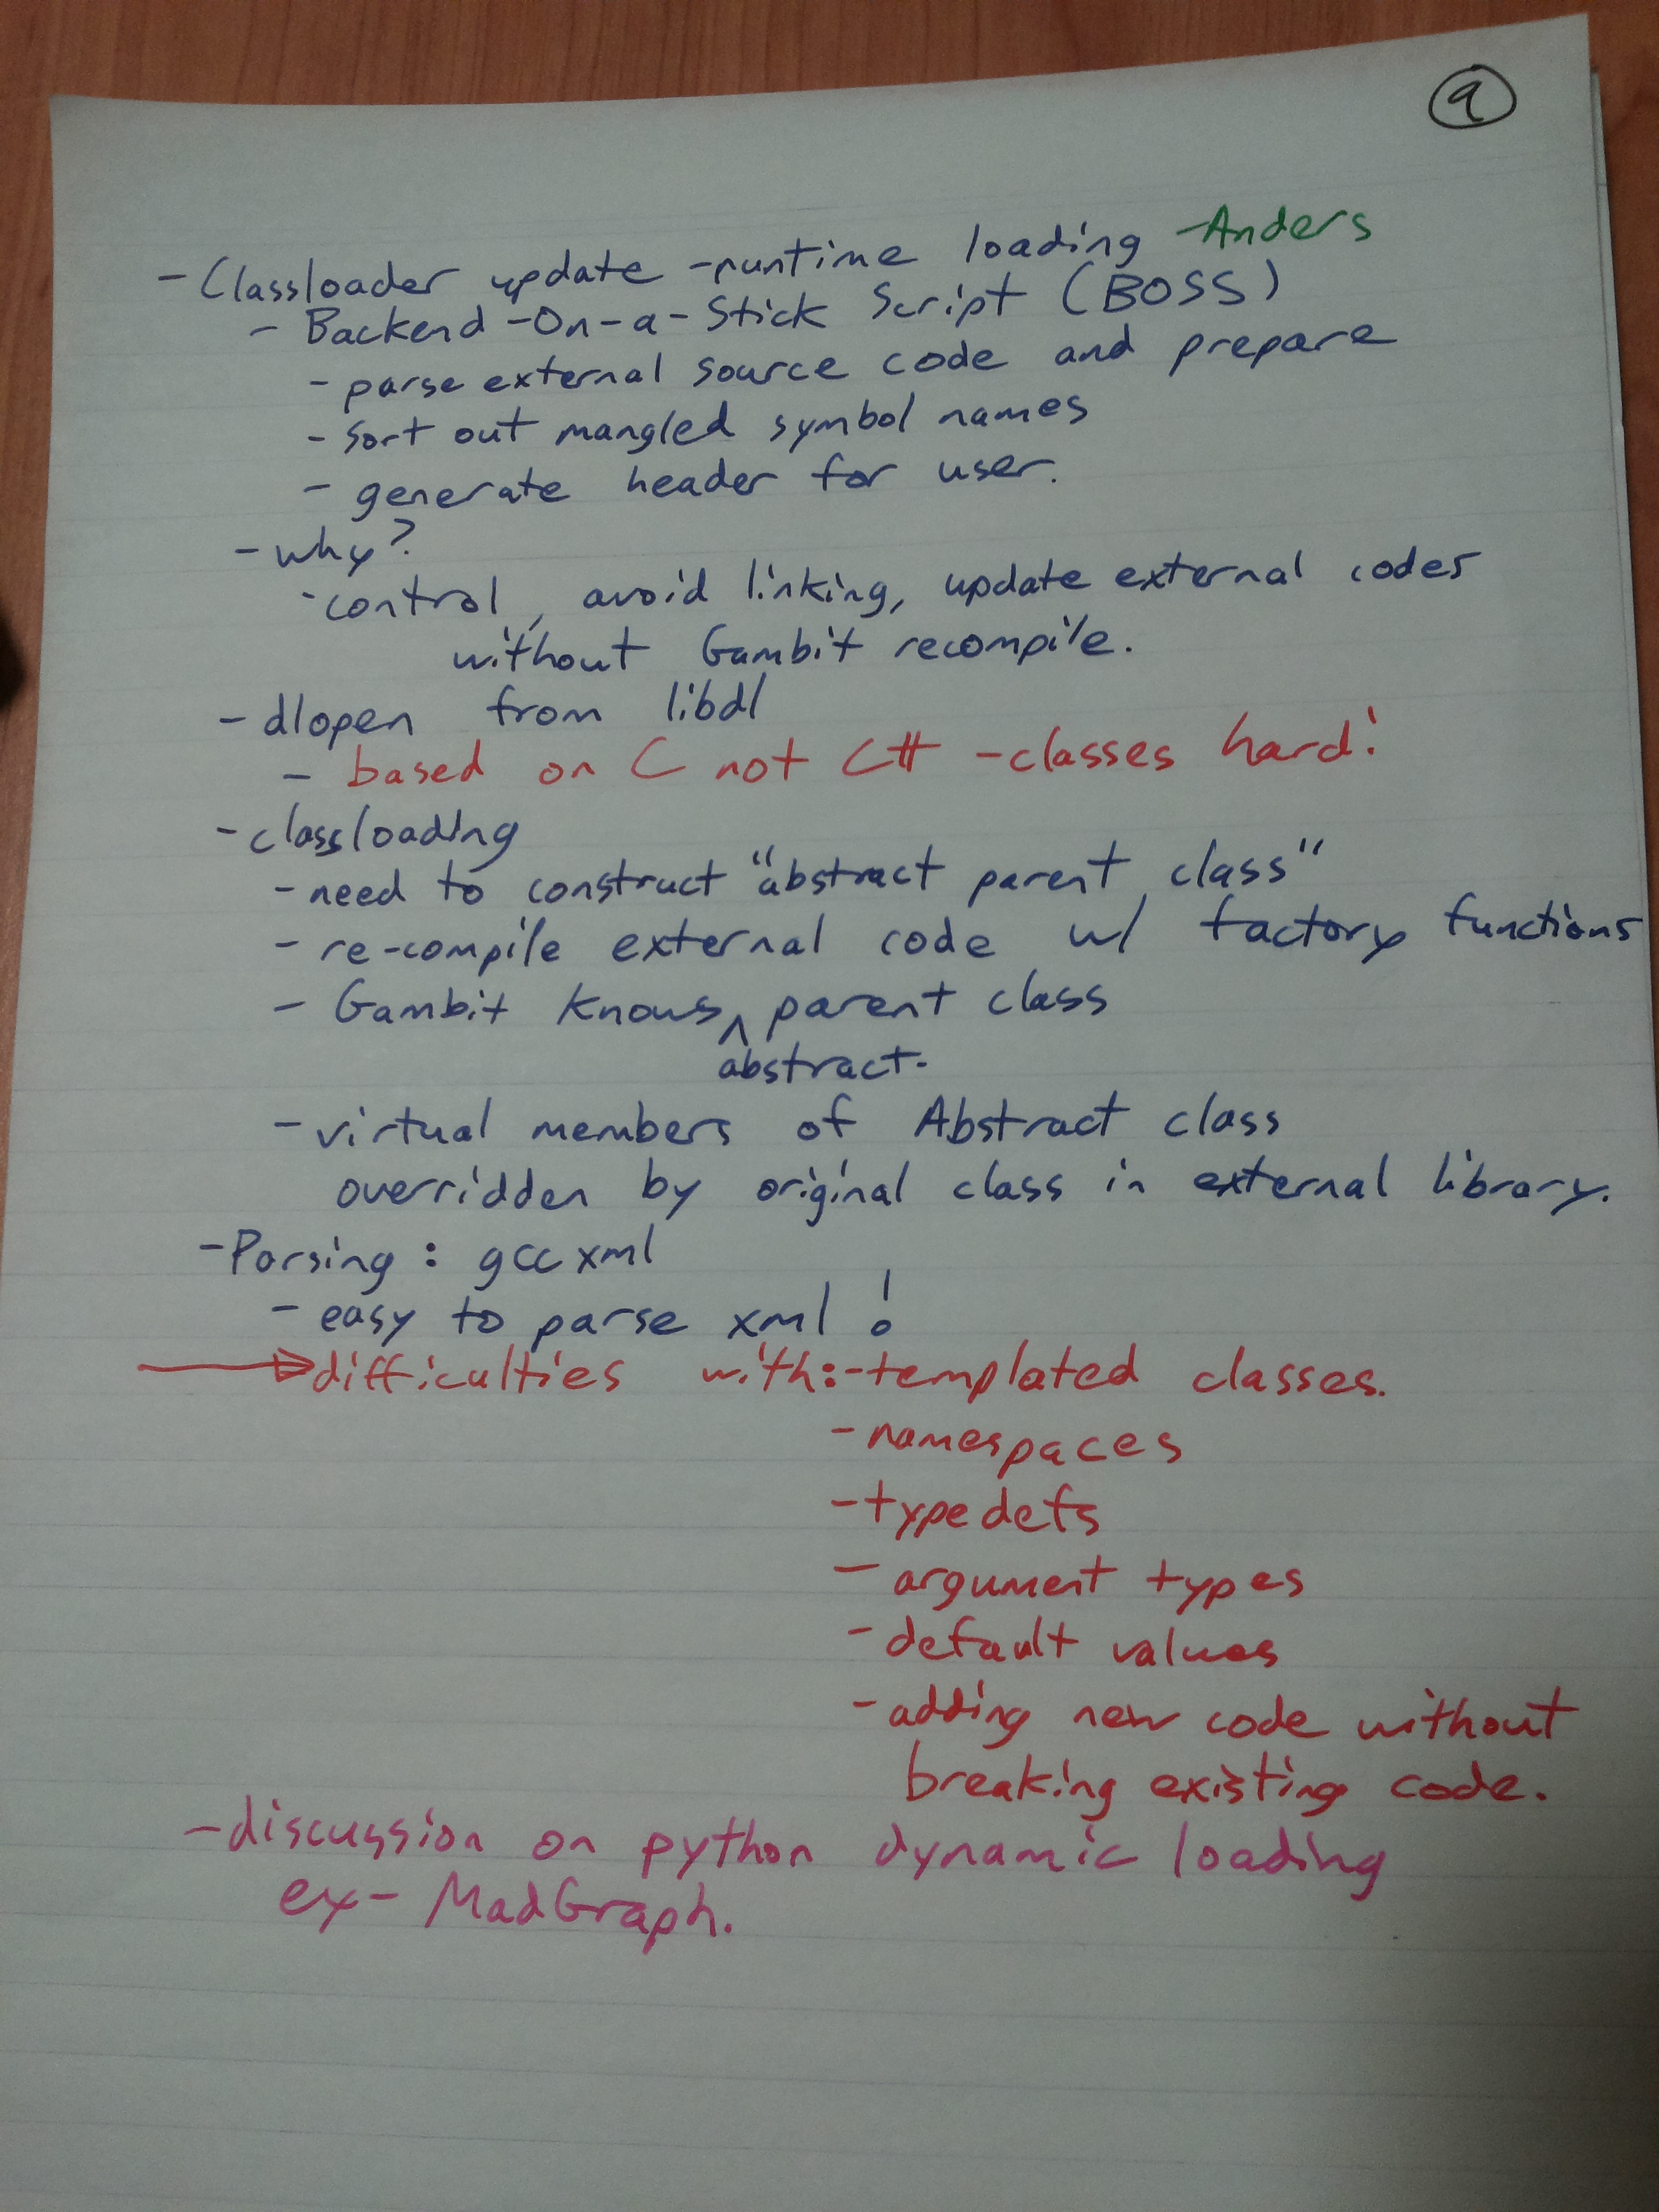 9
- Classloader update - runtime loading - Anders
- Backend-On-a-Stick Script (BOSS)
- parse external source code and prepare
- sort out mangled symbol names
- generate header for user.
- why?
- control, avoid linking, update external codes
without Gambit recompile.
- dlopen from libdl
- based on C not C++ - classes hard!
- classloading
- need to construct "abstract parent class"
- re-compile external code w/ factory functions
- Gambit knows ^ parent class
abstract.
- virtual members of Abstract class
overridden by original class in external library.
- Parsing : gccxml
- easy to parse xml !
→ difficulties with: - templated classes.
- namespaces
- typedefs
- argument types
- default values
- adding new code without
breaking existing code.
- discussion on python dynamic loading
ex - MadGraph.